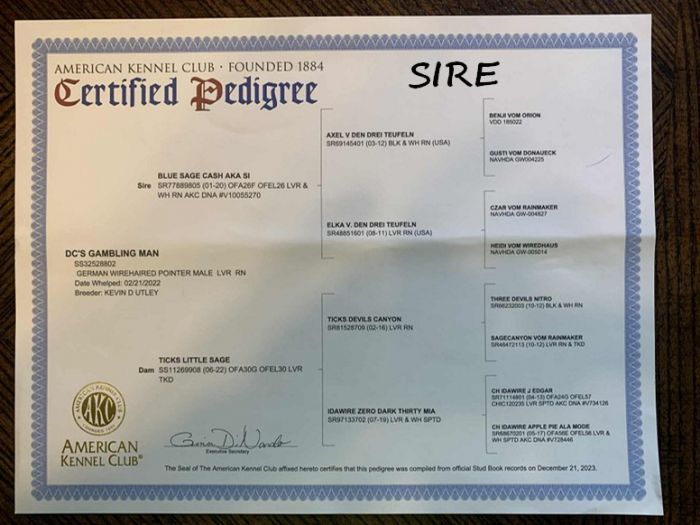 AMERICAN KENNEL CLUB · FOUNDED 1884
Certified Pedigree
SIRE
BLUE SAGE CASH AKA SI
Sire SR77889805 (01-20) OFA26F OFEL26 LVR &
WH RN AKC DNA #V10055270
DC'S GAMBLING MAN
SS32528802
GERMAN WIREHAIRED POINTER MALE LVR RN
Date Whelped: 02/21/2022
Breeder: KEVIN D UTLEY
TICKS LITTLE SAGE
Dam SS11269908 (06-22) OFA30G OFEL30 LVR
TKD
AXEL V DEN DREI TEUFELN
SR69145401 (03-12) BLK & WH RN (USA)
ELKA V. DEN DREI TEUFELN
SR48851601 (08-11) LVR RN (USA)
TICKS DEVILS CANYON
SR81528709 (02-16) LVR RN
IDAWIRE ZERO DARK THIRTY MIA
SR97133702 (07-19) LVR & WH SPTD
BENJI VOM ORION
VDD 185022
GUSTI VOM DONAUECK
NAVHDA GW004225
CZAR VOM RAINMAKER
NAVHDA GW-004827
HEIDI VOM WIREDHAUS
NAVHDA GW-005014
THREE DEVILS NITRO
SR66232003 (10-12) BLK & WH RN
SAGECANYON VOM RAINMAKER
SR46472113 (10-12) LVR RN & TKD
CH IDAWIRE J EDGAR
SR71114801 (04-13) OFA24G OFEL57
CHIC120235 LVR SPTD AKC DNA #V734126
CH IDAWIRE APPLE PIE ALA MODE
SR68670201 (05-17) OFA56E OFEL56 LVR &
WH SPTD AKC DNA #V728446
AMERICAN KENNEL CLUB
AKC
FOUNDED 1884
AMERICAN
KENNEL CLUB®
Executive Secretary
The Seal of The American Kennel Club affixed hereto certifies that this pedigree was compiled from official Stud Book records on December 21, 2023.